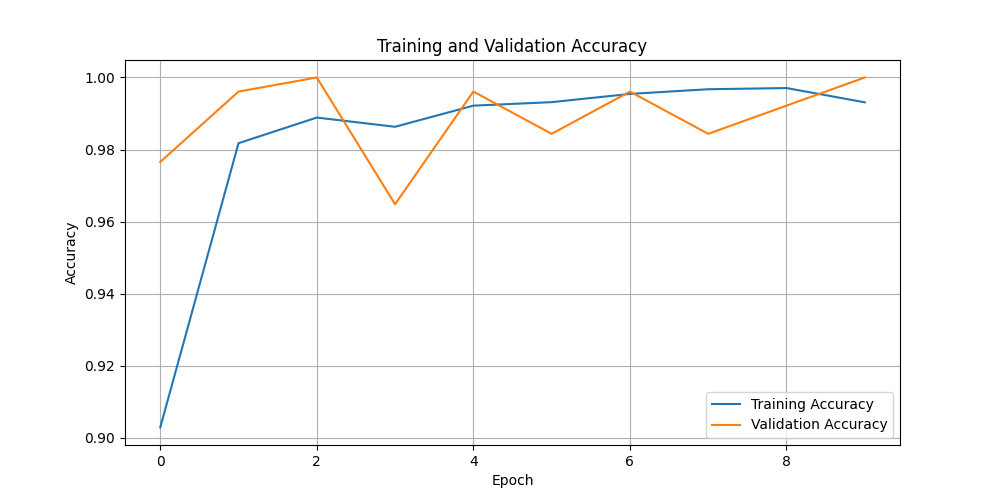 Training and Validation Accuracy
1.00
0.98
0.96
0.94
0.92
0.90
Accuracy
0 2 4 6 8
Epoch
Training Accuracy
Validation Accuracy